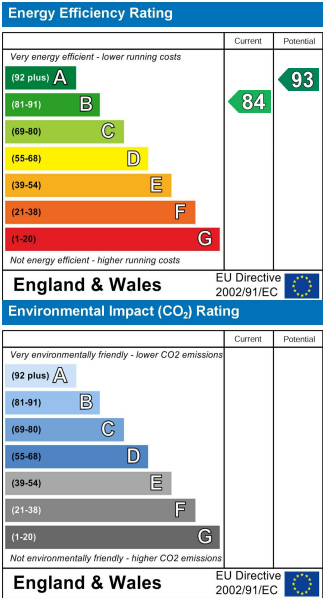 Energy Efficiency Rating
Current Potential
Very energy efficient - lower running costs
(92 plus) A
93
(81-91) B
84
(69-80) C
(55-68) D
(39-54) E
(21-38) F
(1-20) G
Not energy efficient - higher running costs
England & Wales
EU Directive
2002/91/EC
Environmental Impact (CO₂) Rating
Current Potential
Very environmentally friendly - lower CO2 emissions
(92 plus) A
(81-91) B
(69-80) C
(55-68) D
(39-54) E
(21-38) F
(1-20) G
Not environmentally friendly - higher CO2 emissions
England & Wales
EU Directive
2002/91/EC